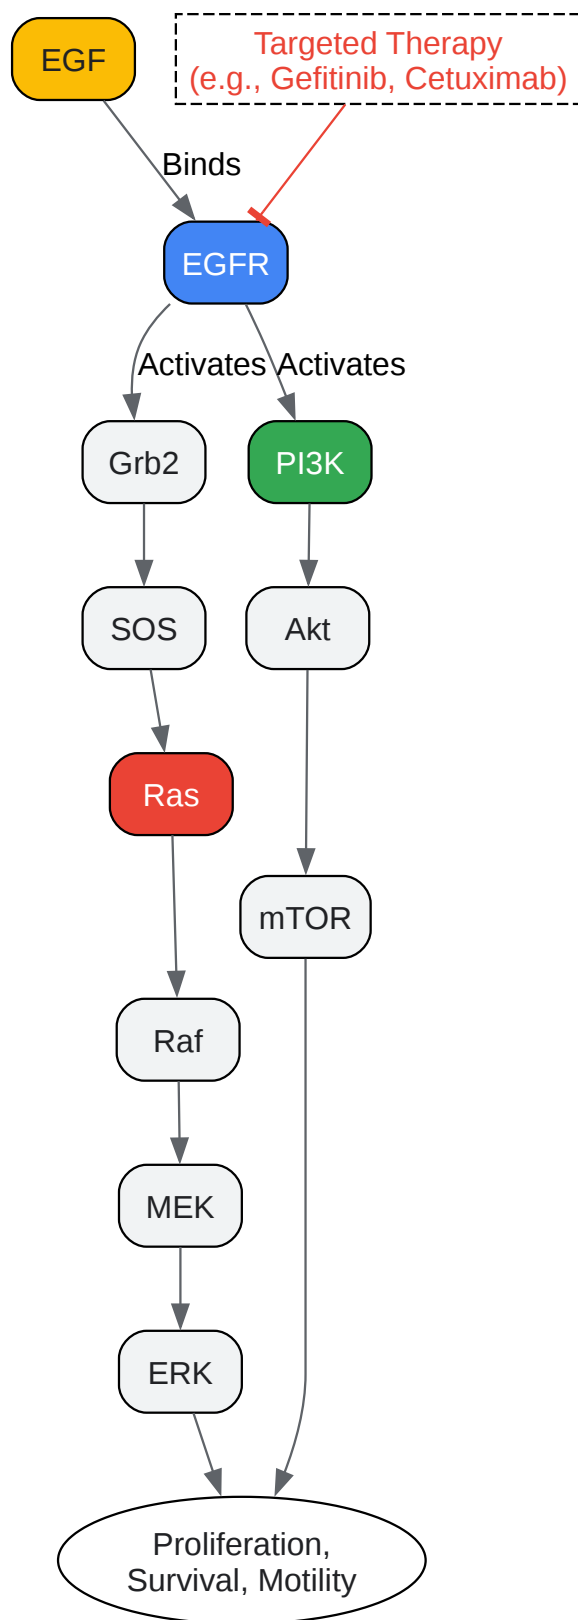 EGF
Targeted Therapy
(e.g., Gefitinib, Cetuximab)
Binds
EGFR
Activates
Activates
Grb2
PI3K
SOS
Akt
Ras
mTOR
Raf
MEK
ERK
Proliferation,
Survival, Motility